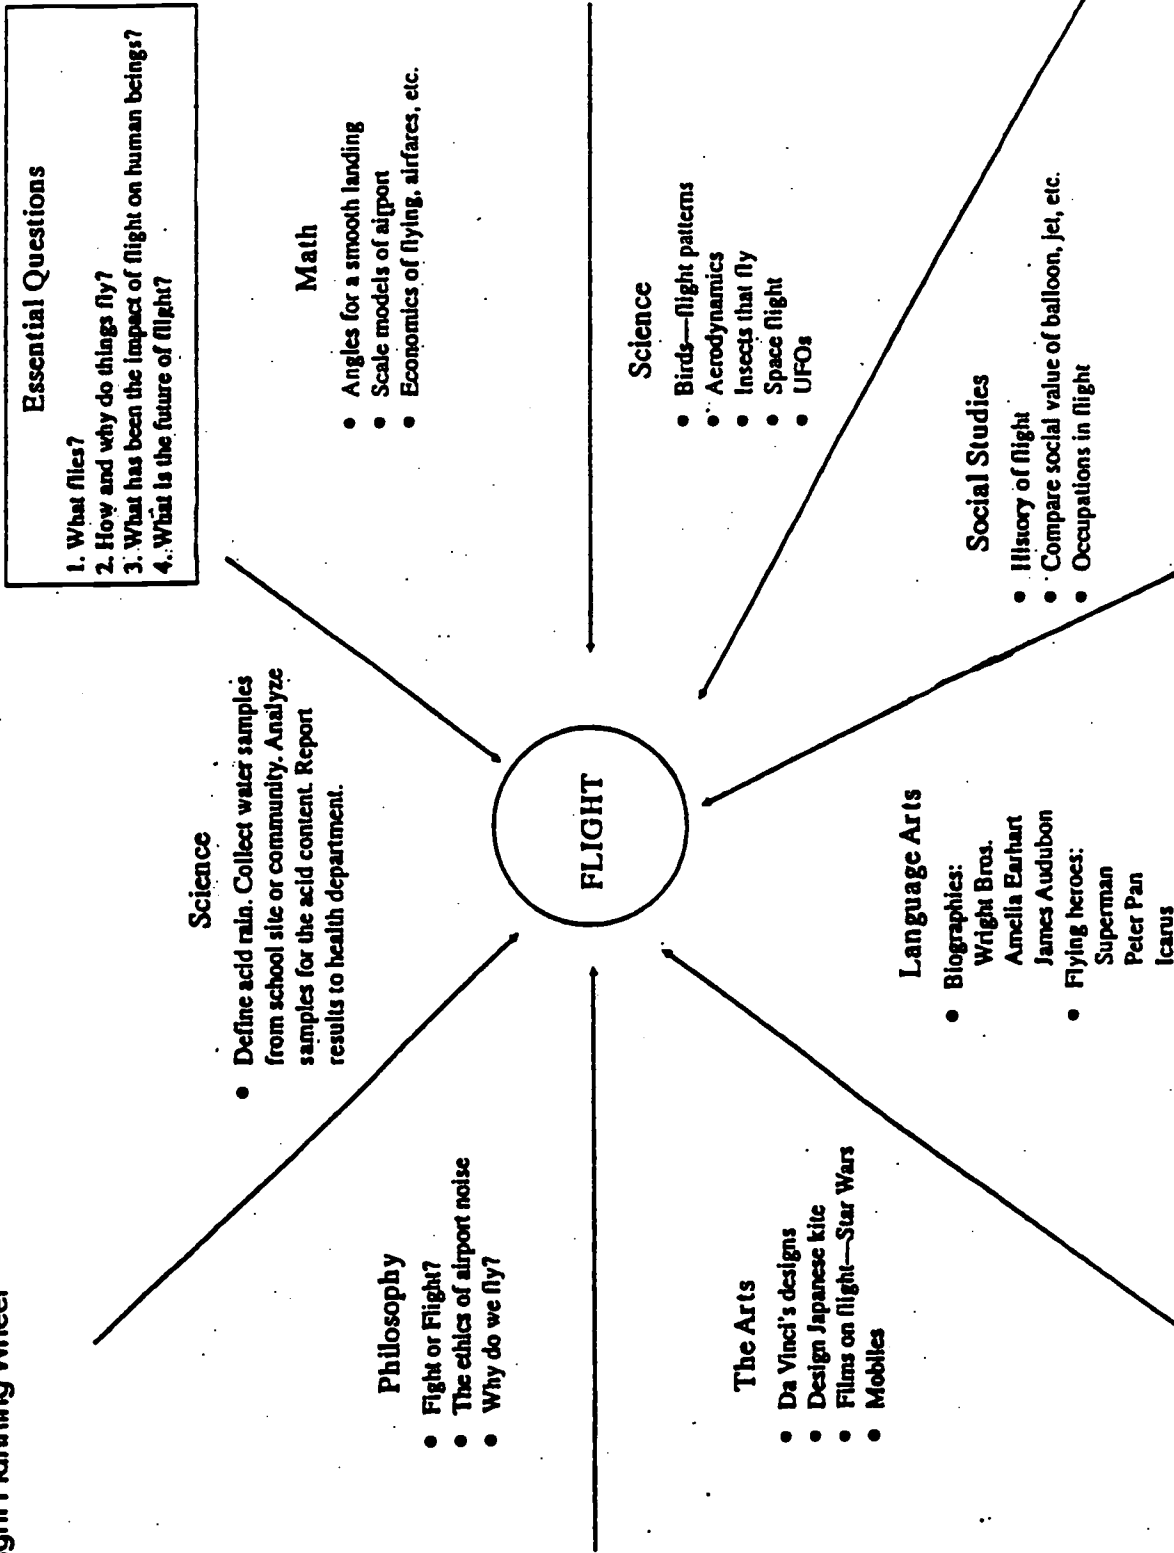 Planning Wheel
Essential Questions
1. What flies?
2. How and why do things fly?
3. What has been the impact of flight on human beings?
4. What is the future of flight?
Science
• Define acid rain. Collect water samples
from school site or community. Analyze
samples for the acid content. Report
results to health department.
Math
• Angles for a smooth landing
• Scale models of airport
• Economics of flying, airfares, etc.
Philosophy
• Fight or Flight?
• The ethics of airport noise
• Why do we fly?
FLIGHT
Science
• Birds—flight patterns
• Aerodynamics
• Insects that fly
• Space flight
• UFOs
The Arts
• Da Vinci's designs
• Design Japanese kite
• Films on flight—Star Wars
• Mobiles
Language Arts
• Biographies:
Wright Bros.
Amelia Earhart
James Audubon
• Flying heroes:
Superman
Peter Pan
Icarus
Social Studies
• History of flight
• Compare social value of balloon, jet, etc.
• Occupations in flight